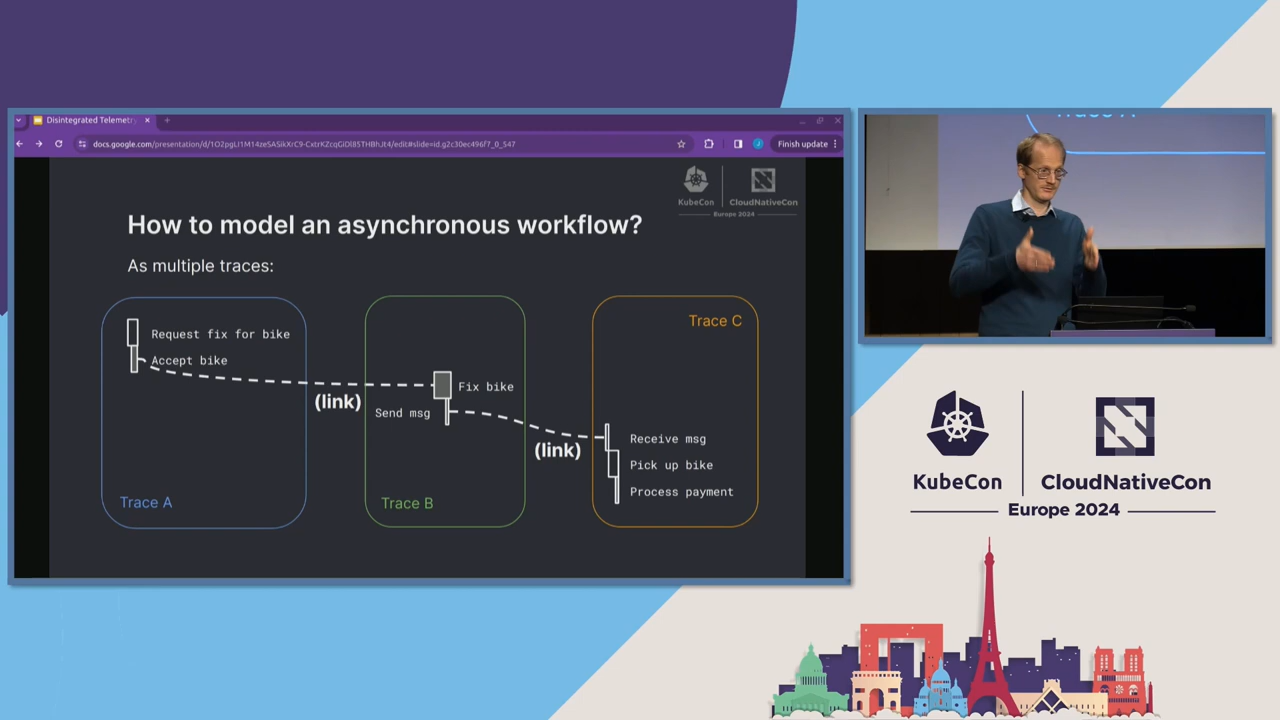 Disintegrated Telemetry
Finish update
KubeCon
CloudNativeCon
Europe 2024
How to model an asynchronous workflow?
As multiple traces:
Trace C
Request fix for bike
Accept bike
(link)
Fix bike
Send msg
(link)
Receive msg
Pick up bike
Process payment
Trace A
Trace B
Trace A
KubeCon
CloudNativeCon
Europe 2024